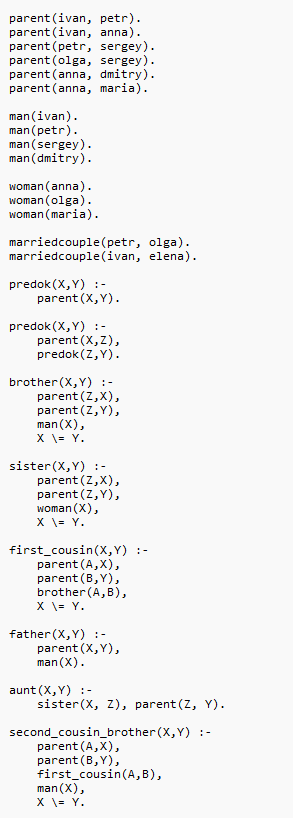 parent(ivan, petr).
parent(ivan, anna).
parent(petr, sergey).
parent(olga, sergey).
parent(anna, dmitry).
parent(anna, maria).

man(ivan).
man(petr).
man(sergey).
man(dmitry).

woman(anna).
woman(olga).
woman(maria).

marriedcouple(petr, olga).
marriedcouple(ivan, elena).

predok(X,Y) :-
    parent(X,Y).

predok(X,Y) :-
    parent(X,Z),
    predok(Z,Y).

brother(X,Y) :-
    parent(Z,X),
    parent(Z,Y),
    man(X),
    X \= Y.

sister(X,Y) :-
    parent(Z,X),
    parent(Z,Y),
    woman(X),
    X \= Y.

first_cousin(X,Y) :-
    parent(A,X),
    parent(B,Y),
    brother(A,B),
    X \= Y.

father(X,Y) :-
    parent(X,Y),
    man(X).

aunt(X,Y) :-
    sister(X, Z), parent(Z, Y).

second_cousin_brother(X,Y) :-
    parent(A,X),
    parent(B,Y),
    first_cousin(A,B),
    man(X),
    X \= Y.